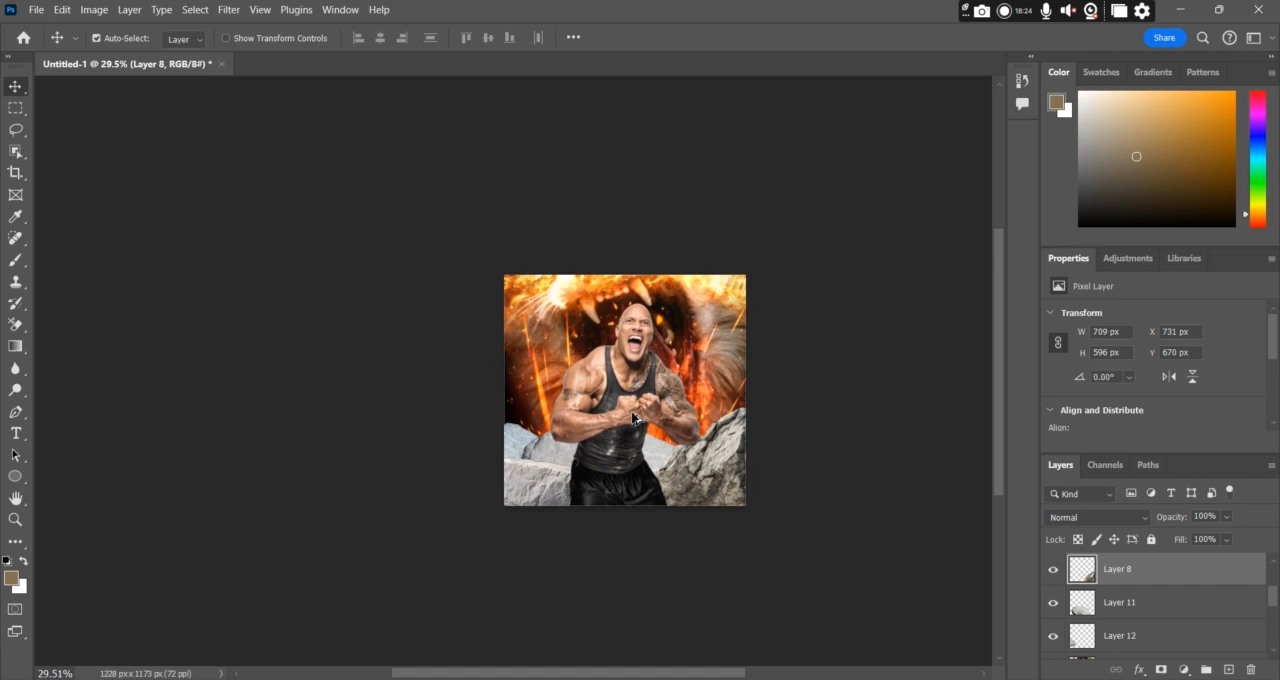 Ps File Edit Image Layer Type Select Filter View Plugins Window Help 18:24
Auto-Select: Layer Show Transform Controls Share
Untitled-1 @ 29.5% (Layer 8, RGB/8#) *
Color Swatches Gradients Patterns
Properties Adjustments Libraries
Pixel Layer
Transform
W 709 px X 731 px
H 596 px Y 670 px
0.00°
Align and Distribute
Align:
Layers Channels Paths
Kind
Normal Opacity: 100%
Lock: Fill: 100%
Layer 8
Layer 11
Layer 12
29.51% 1228 px x 1173 px (72 ppi)
fx